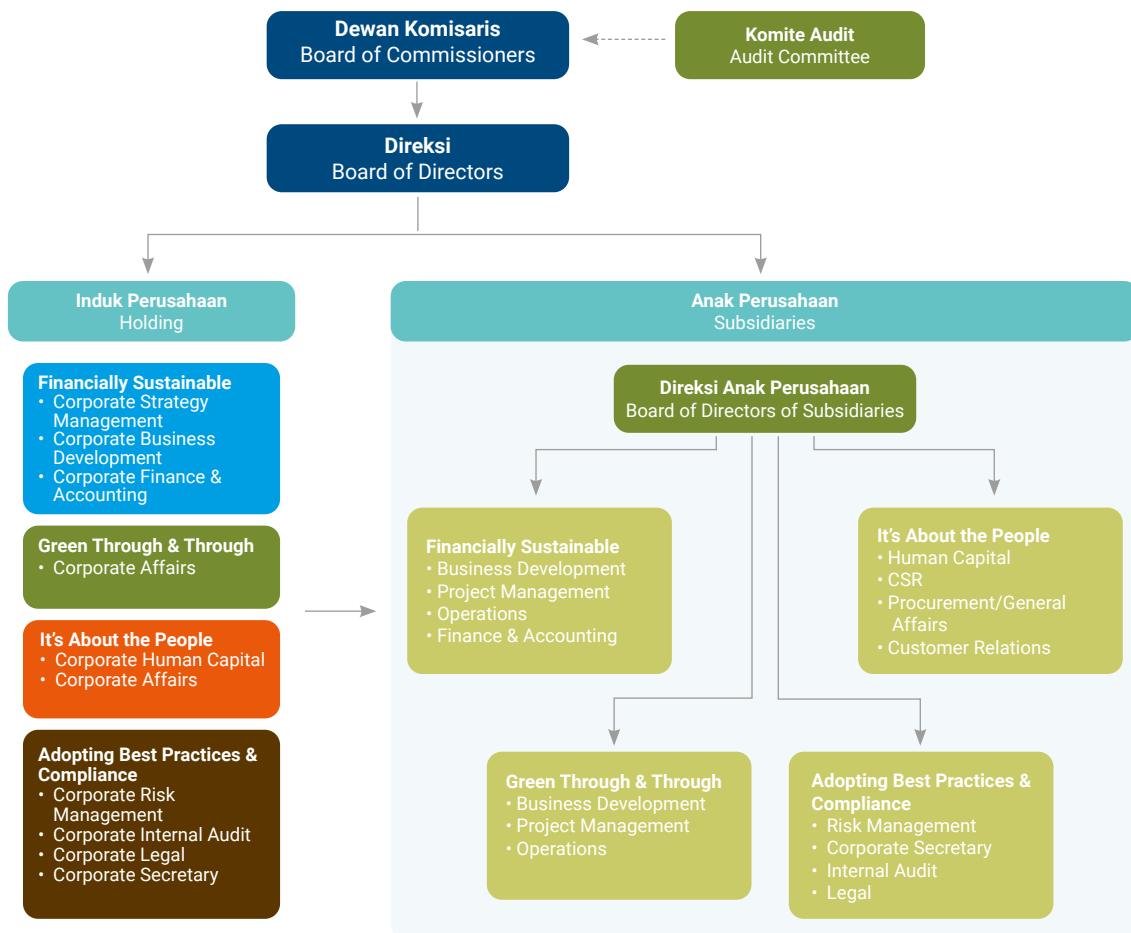 Dewan Komisaris
Board of Commissioners
Komite Audit
Audit Committee
Direksi
Board of Directors
Induk Perusahaan
Holding
Anak Perusahaan
Subsidiaries
Financially Sustainable
• Corporate Strategy
Management
• Corporate Business
Development
• Corporate Finance &
Accounting
Green Through & Through
• Corporate Affairs
It's About the People
• Corporate Human Capital
• Corporate Affairs
Adopting Best Practices &
Compliance
• Corporate Risk
Management
• Corporate Internal Audit
• Corporate Legal
• Corporate Secretary
Direksi Anak Perusahaan
Board of Directors of Subsidiaries
Financially Sustainable
• Business Development
• Project Management
• Operations
• Finance & Accounting
It's About the People
• Human Capital
• CSR
• Procurement/General
Affairs
• Customer Relations
Green Through & Through
• Business Development
• Project Management
• Operations
Adopting Best Practices &
Compliance
• Risk Management
• Corporate Secretary
• Internal Audit
• Legal